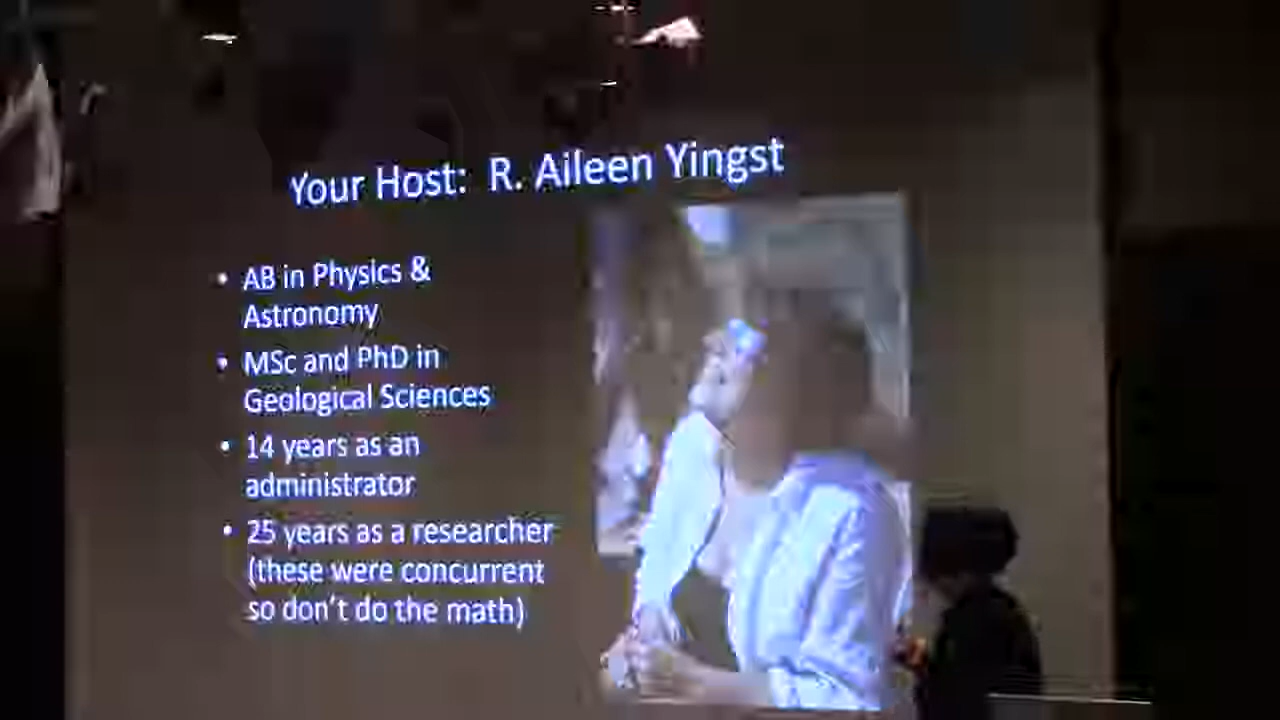 Your Host: R. Aileen Yingst
• AB in Physics &
Astronomy
• MSc and PhD in
Geological Sciences
• 14 years as an
administrator
• 25 years as a researcher
(these were concurrent
so don't do the math)